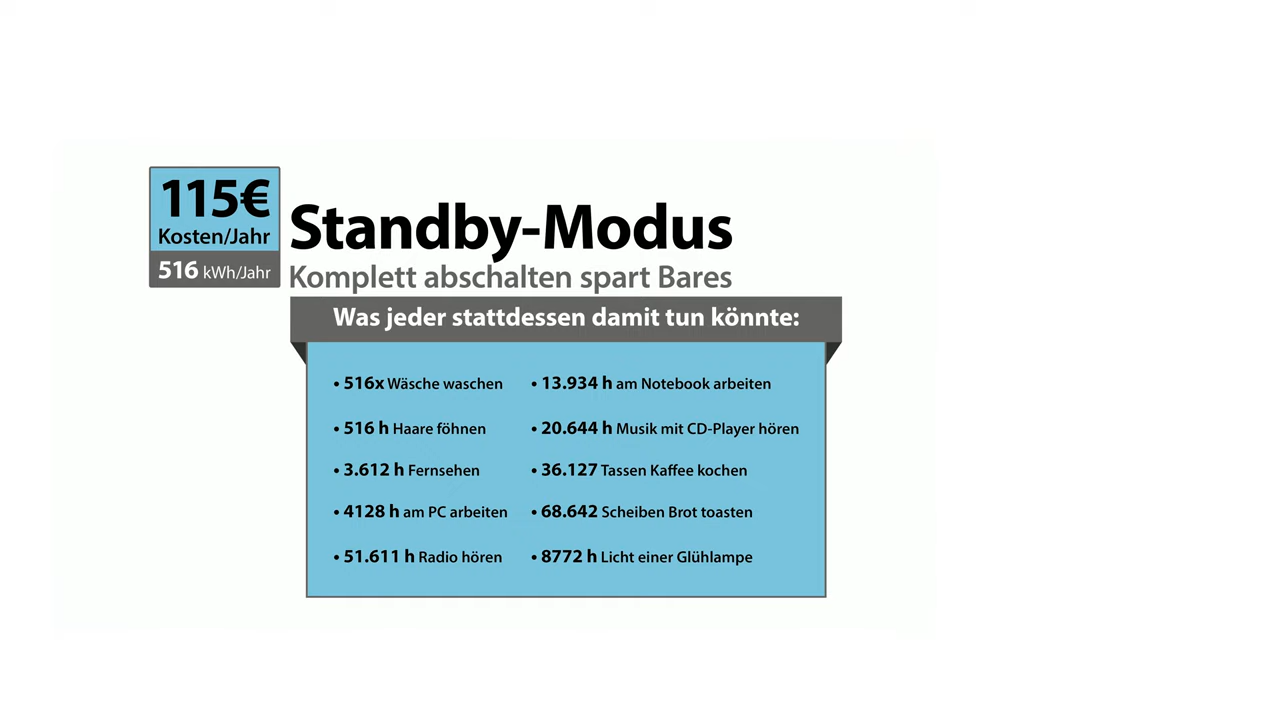 115€
Kosten/Jahr
516 kWh/Jahr
Standby-Modus
Komplett abschalten spart Bares
Was jeder stattdessen damit tun könnte:
• 516x Wäsche waschen
• 516 h Haare föhnen
• 3.612 h Fernsehen
• 4128 h am PC arbeiten
• 51.611 h Radio hören
• 13.934 h am Notebook arbeiten
• 20.644 h Musik mit CD-Player hören
• 36.127 Tassen Kaffee kochen
• 68.642 Scheiben Brot toasten
• 8772 h Licht einer Glühlampe